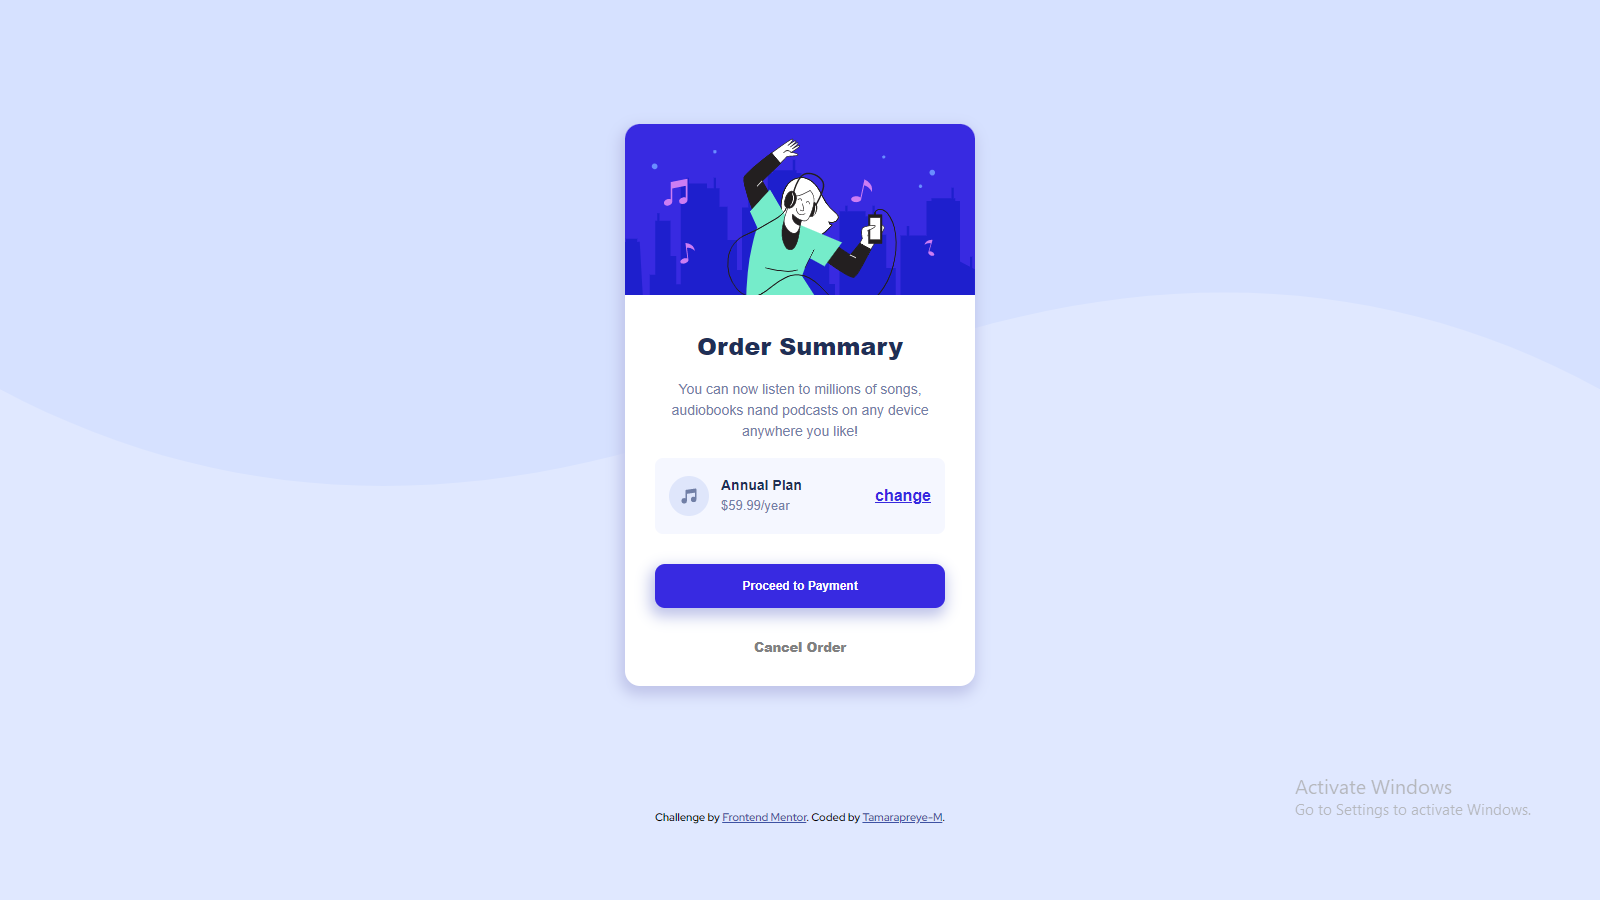 Order Summary
You can now listen to millions of songs,
audiobooks nand podcasts on any device
anywhere you like!
Annual Plan
$59.99/year
change
Proceed to Payment
Cancel Order
Activate Windows
Go to Settings to activate Windows.
Challenge by Frontend Mentor. Coded by Tamarapreye-M.